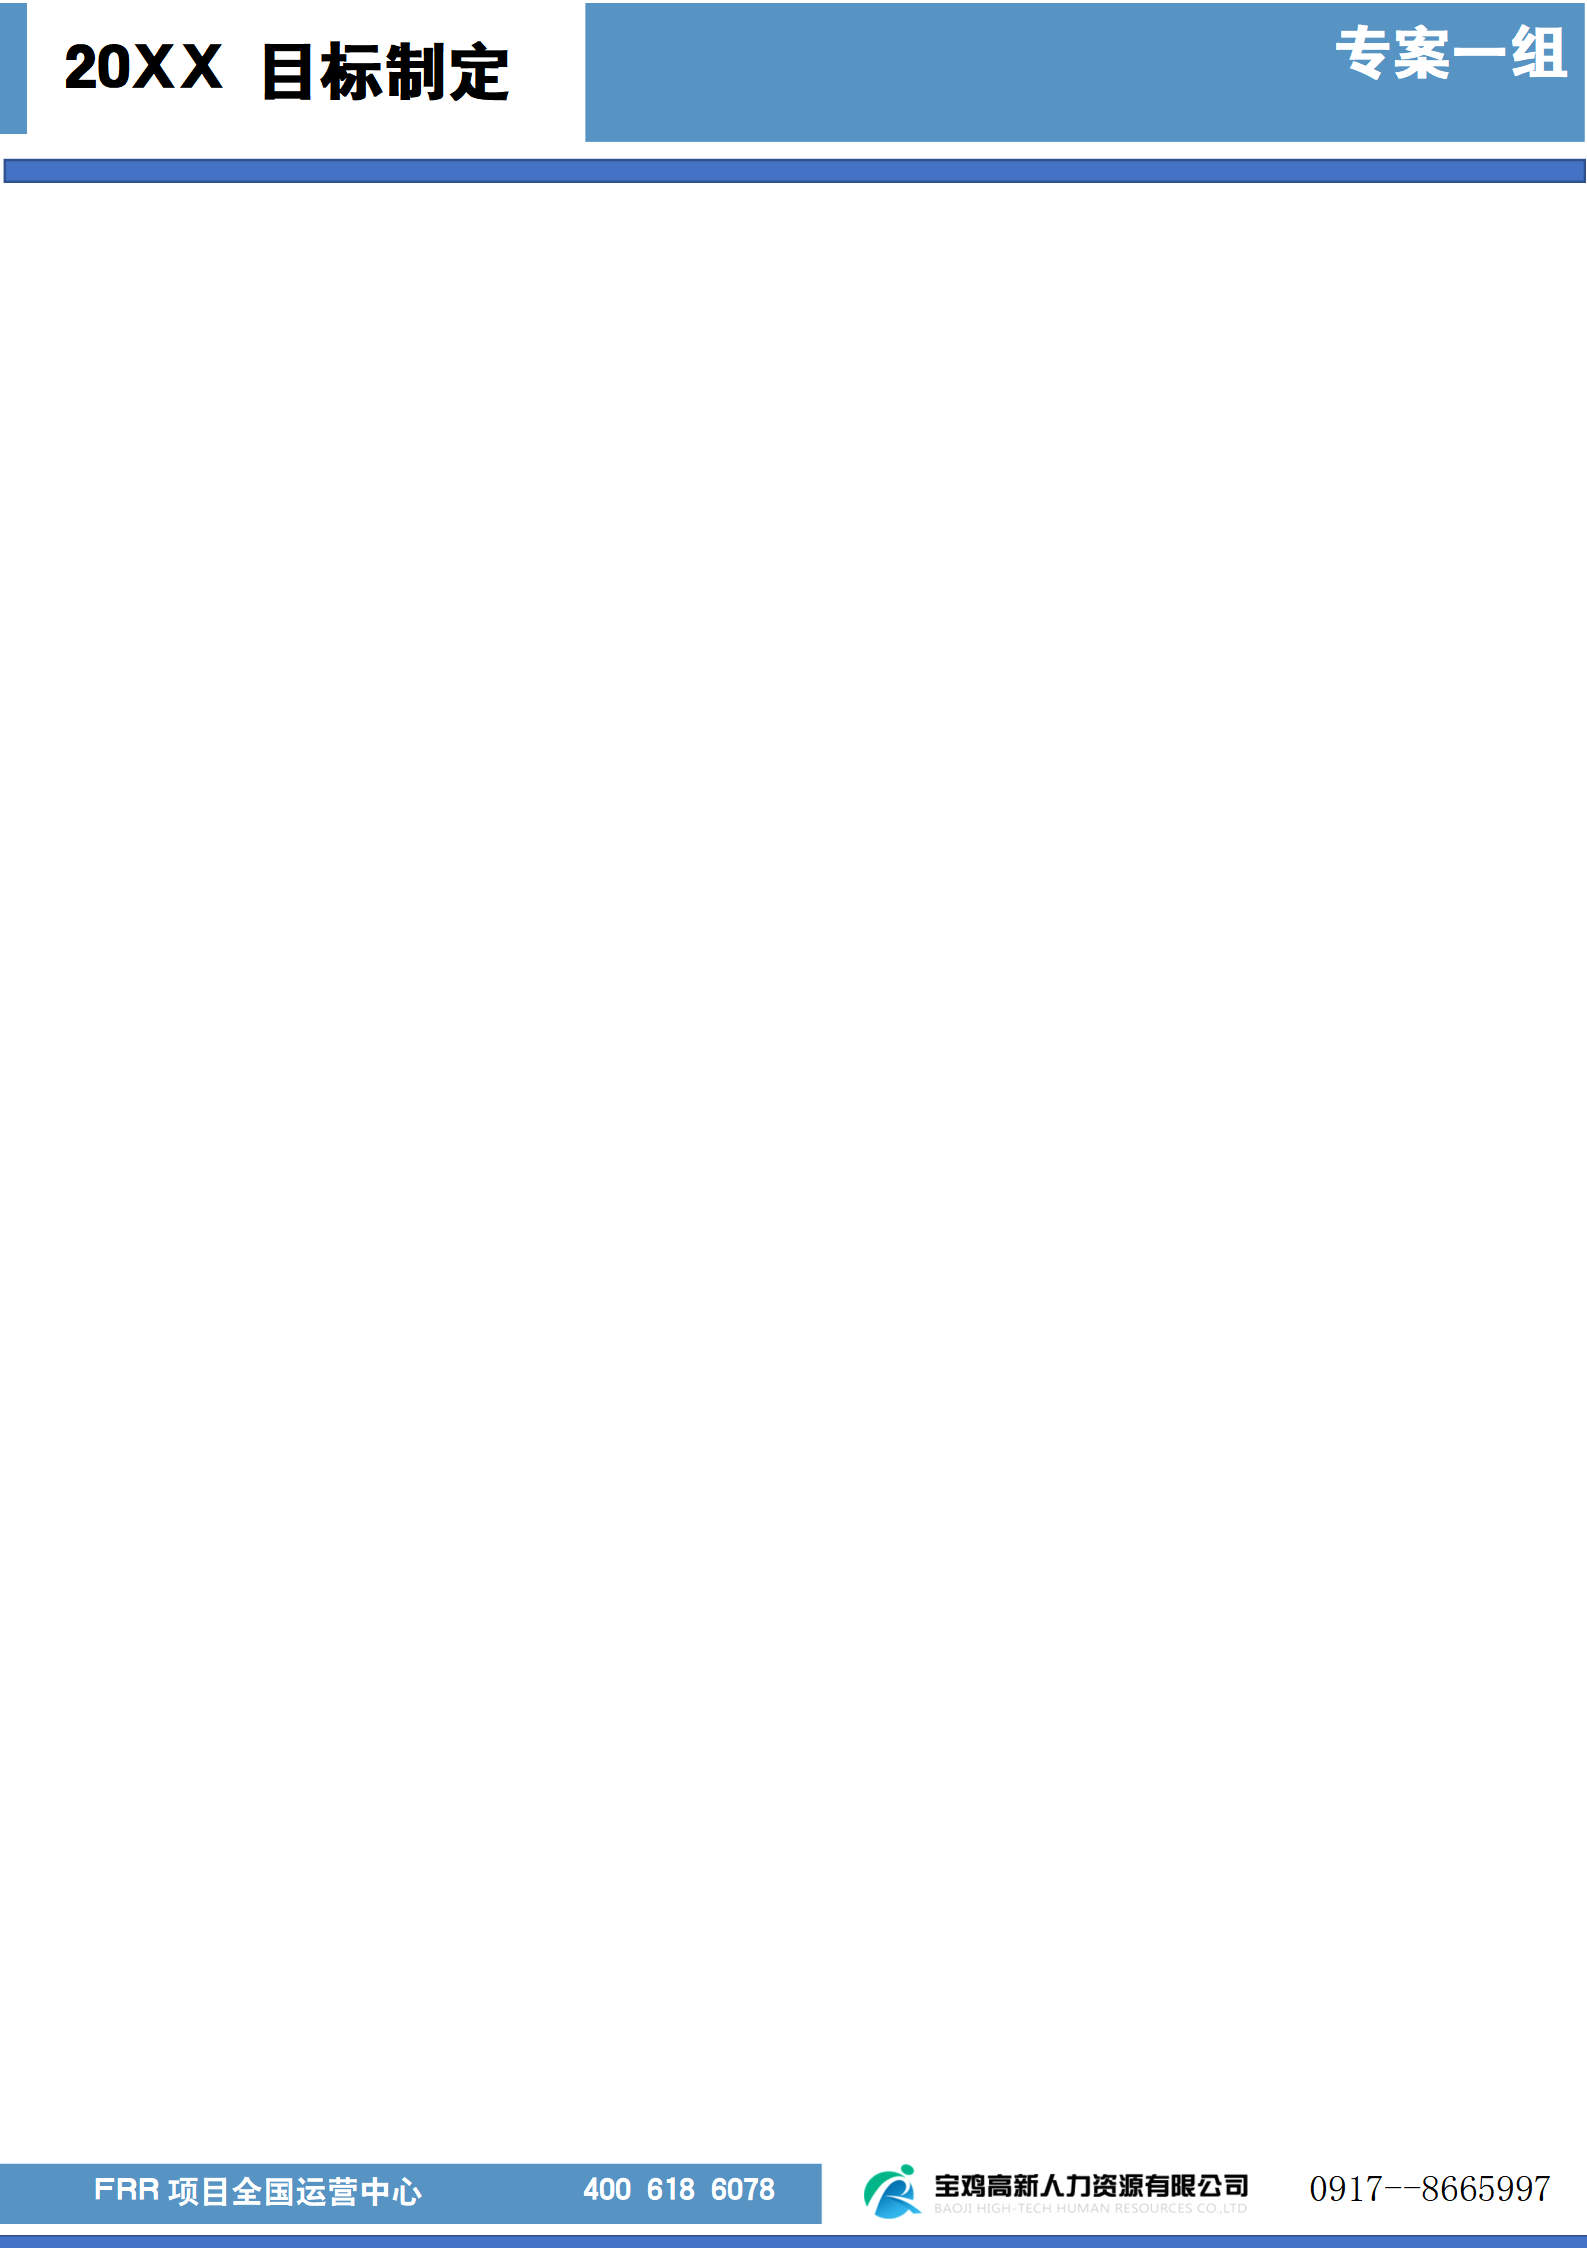 20XX 目标制定
专案一组
FRR 项目全国运营中心 400 618 6078
宝鸡高新人力资源有限公司
BAOJI HIGH-TECH HUMAN RESOURCES CO.,LTD
0917--8665997